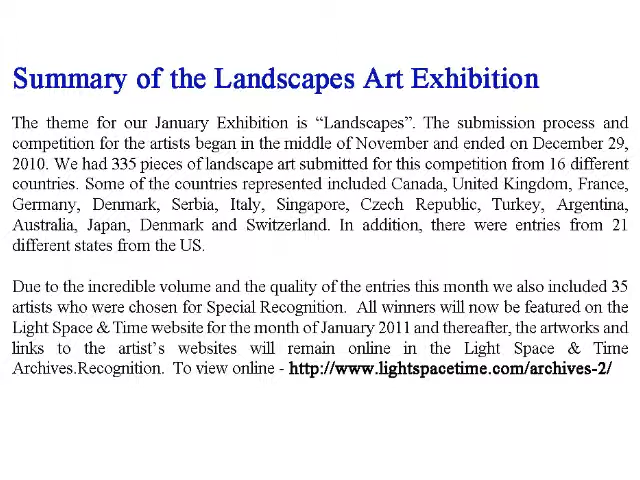 Summary of the Landscapes Art Exhibition
The theme for our January Exhibition is “Landscapes”. The submission process and
competition for the artists began in the middle of November and ended on December 29,
2010. We had 335 pieces of landscape art submitted for this competition from 16 different
countries. Some of the countries represented included Canada, United Kingdom, France,
Germany, Denmark, Serbia, Italy, Singapore, Czech Republic, Turkey, Argentina,
Australia, Japan, Denmark and Switzerland. In addition, there were entries from 21
different states from the US.
Due to the incredible volume and the quality of the entries this month we also included 35
artists who were chosen for Special Recognition. All winners will now be featured on the
Light Space & Time website for the month of January 2011 and thereafter, the artworks and
links to the artist’s websites will remain online in the Light Space & Time
Archives.Recognition. To view online - http://www.lightspacetime.com/archives-2/